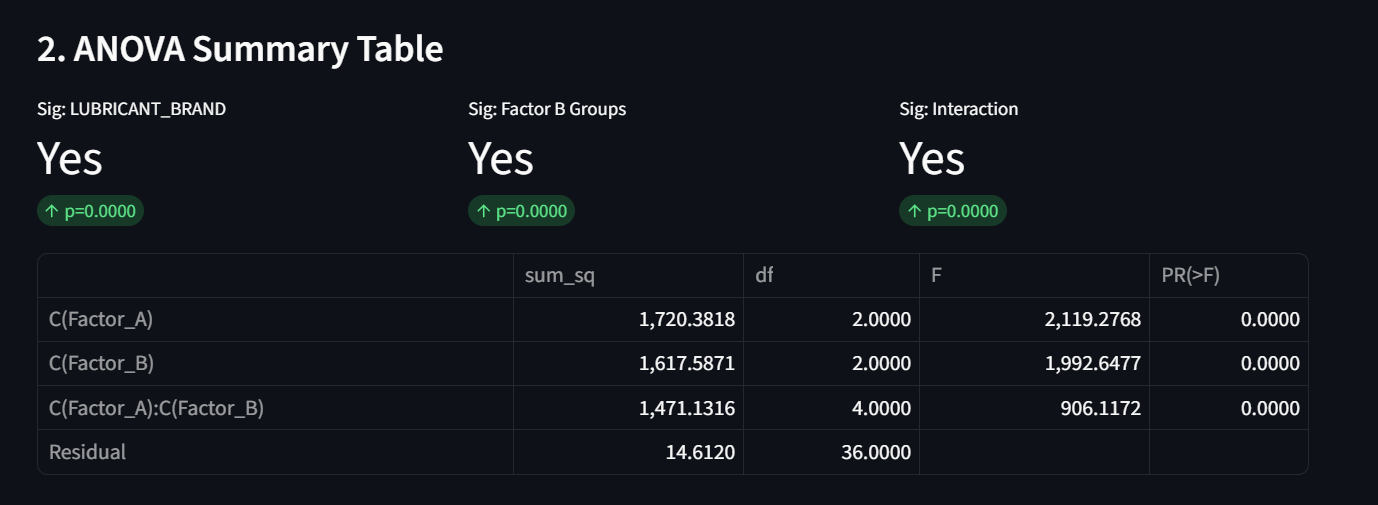 2. ANOVA Summary Table
Sig: LUBRICANT_BRAND Sig: Factor B Groups Sig: Interaction
Yes Yes Yes
↑ p=0.0000 ↑ p=0.0000 ↑ p=0.0000
sum_sq df F PR(>F)
C(Factor_A) 1,720.3818 2.0000 2,119.2768 0.0000
C(Factor_B) 1,617.5871 2.0000 1,992.6477 0.0000
C(Factor_A):C(Factor_B) 1,471.1316 4.0000 906.1172 0.0000
Residual 14.6120 36.0000